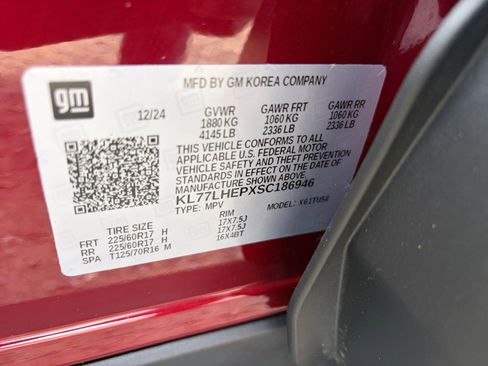 gm
MFD BY GM KOREA COMPANY
12/24 GVWR GAWR FRT GAWR RR
1880 KG 1060 KG 1060 KG
4145 LB 2336 LB 2336 LB
THIS VEHICLE CONFORMS TO ALL
APPLICABLE U.S. FEDERAL MOTOR
VEHICLE SAFETY AND THEFT PREVENTION
STANDARDS IN EFFECT ON THE DATE OF
MANUFACTURE SHOWN ABOVE.
KL77LHEPXSC186946
TYPE: MPV MODEL:
TIRE SIZE RIM
FRT 225/60R17 H 17X7.5J
RR 225/60R17 H 17X7.5J
SPA T125/70R16 M 16X4BT